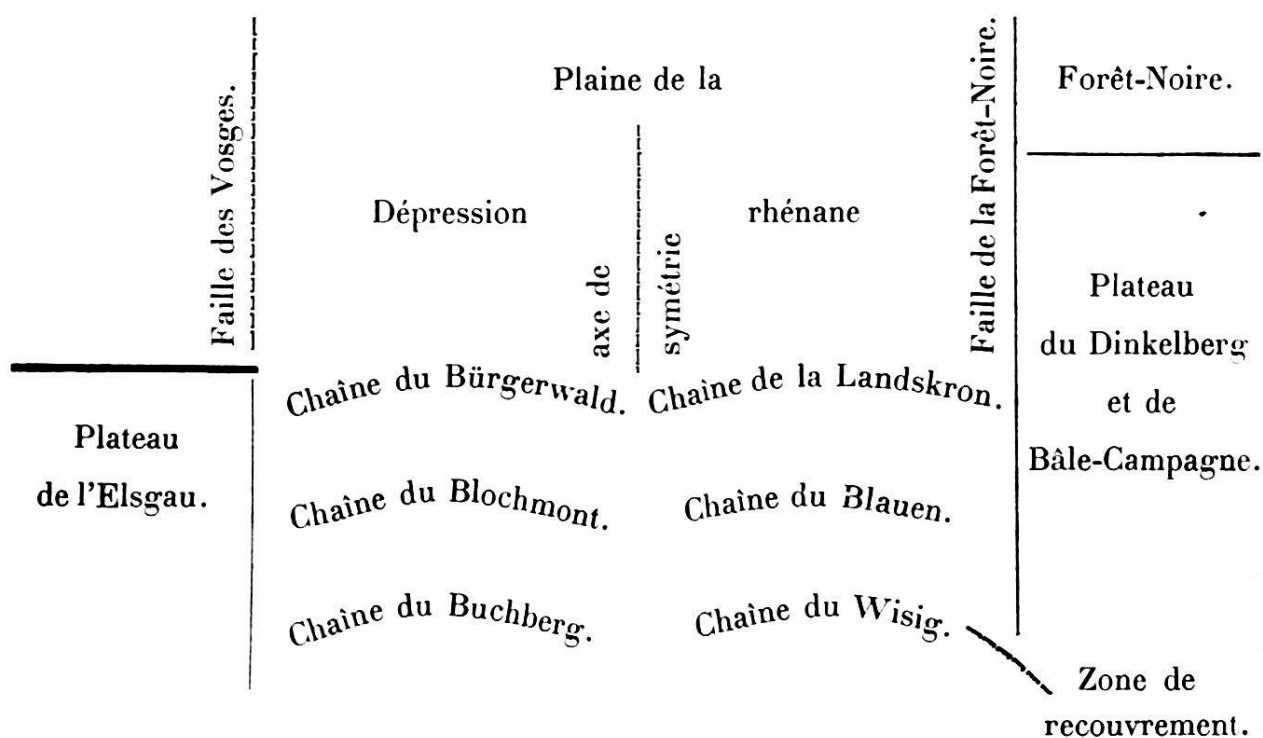 Plaine de la
Forêt-Noire.
Faille des Vosges.
Faille de la Forêt-Noire.
Dépression
rhénane
axe de
symétrie
Plateau
du Dinkelberg
et de
Bâle-Campagne.
Chaîne du Bürgerwald.
Chaîne de la Landskron.
Plateau
de l'Elsgau.
Chaîne du Blochmont.
Chaîne du Blauen.
Chaîne du Buchberg.
Chaîne du Wisig.
Zone de
recouvrement.